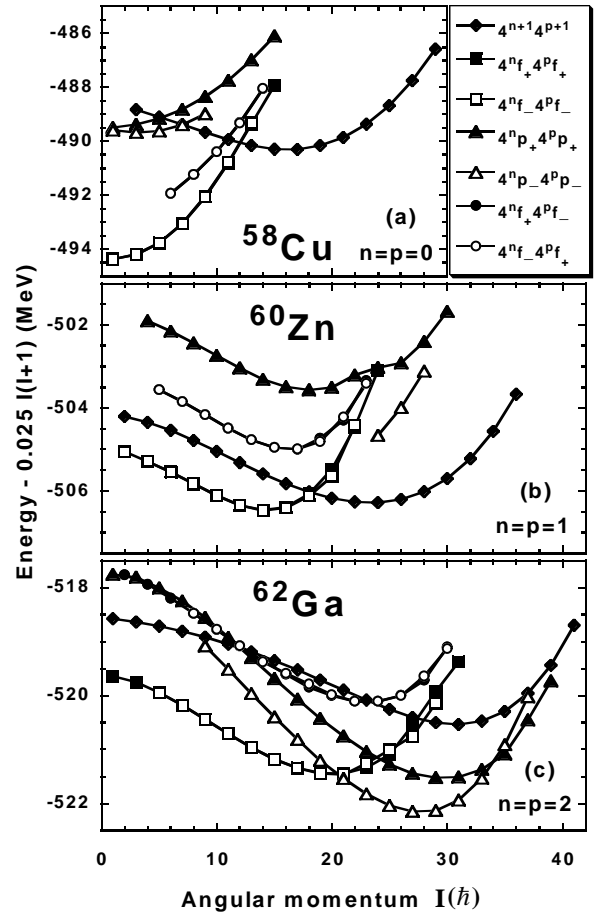 -486
-488
-490
-492
-494
(a)
⁵⁸Cu
n=p=0
4ⁿ⁺¹4ᵖ⁺¹
4ⁿf₊4ᵖf₊
4ⁿf₋4ᵖf₋
4ⁿp₊4ᵖp₊
4ⁿp₋4ᵖp₋
4ⁿf₊4ᵖf₋
4ⁿf₋4ᵖf₊
Energy - 0.025 I(I+1) (MeV)
-502
-504
-506
⁶⁰Zn
(b)
n=p=1
-518
-520
-522
⁶²Ga
(c)
n=p=2
0 10 20 30 40
Angular momentum I(ℏ)